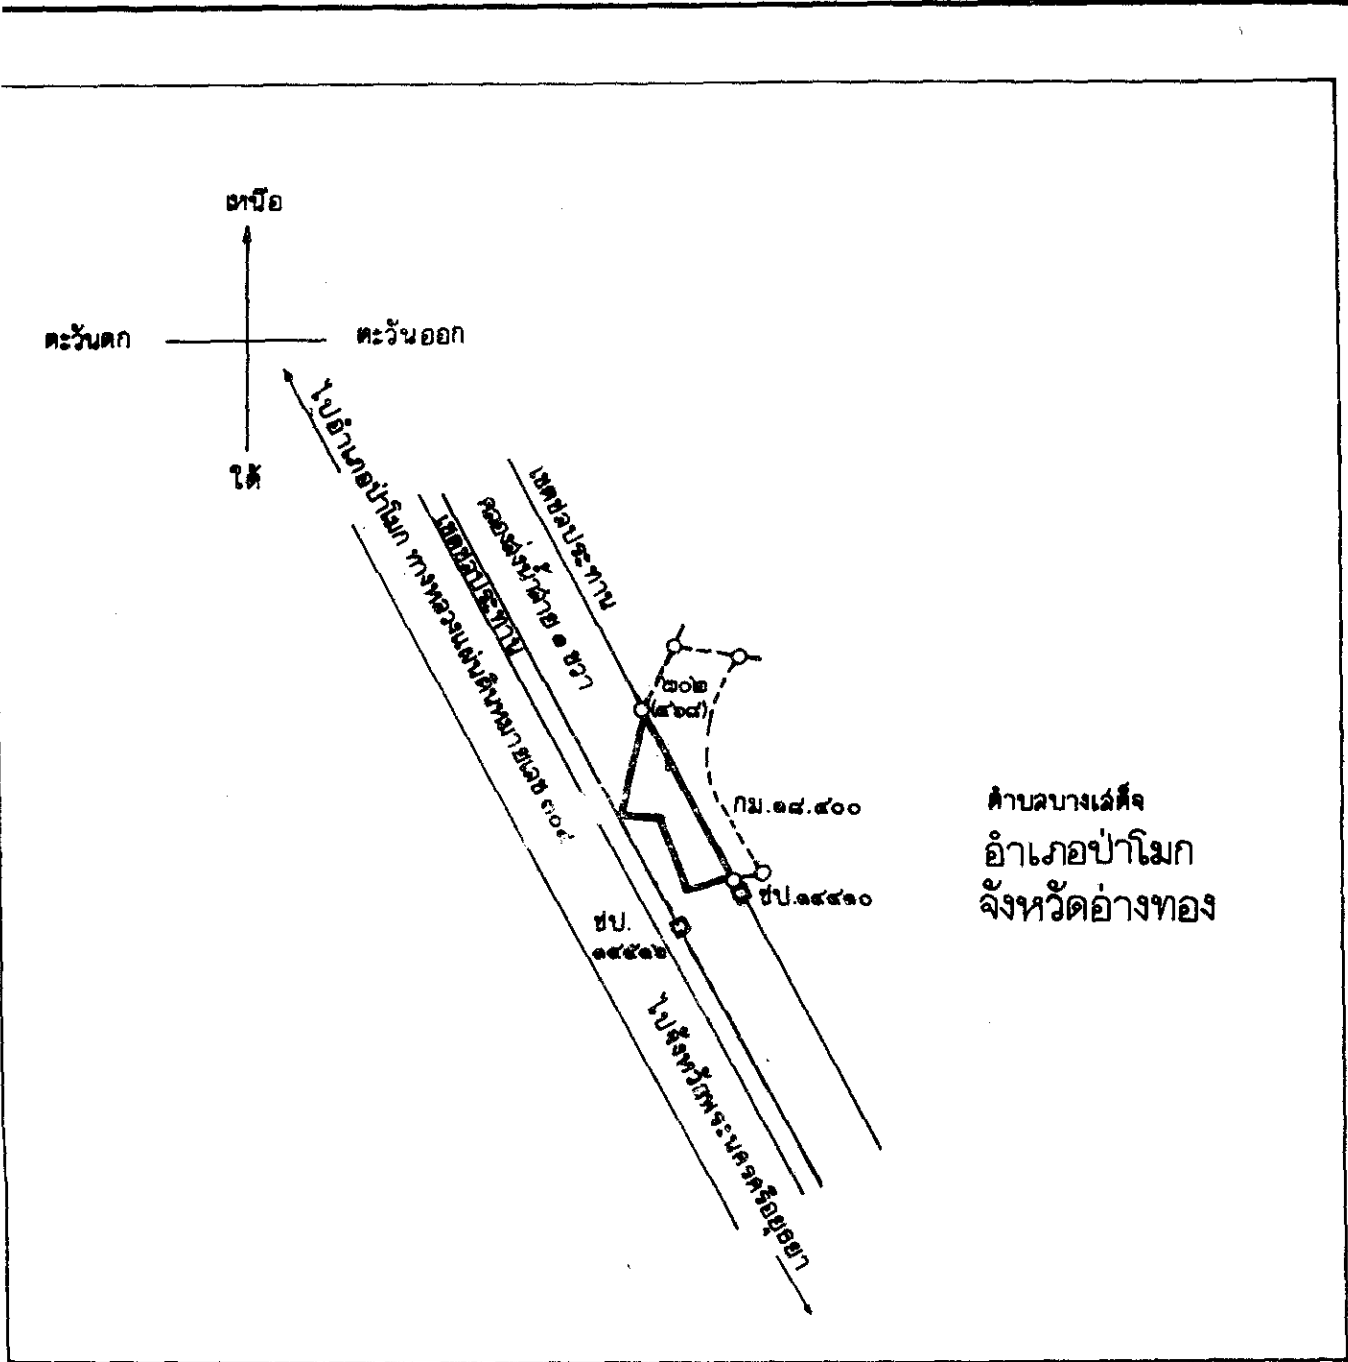 เหนือ
ตะวันตก
ตะวันออก
ใต้
ไปอำเภอป่าโมก ทางหลวงแผ่นดินหมายเลข ๓๐๙
เขตชลประทาน
คลองส่งน้ำสาย ๑ ขวา
เขตชลประทาน
๓๐๒
กม.๑๘.๔๐๐
ชป.๑๔๔๑๐
ชป.
๑๔๕๑๒
ไปจังหวัดพระนครศรีอยุธยา
ตำบลบางเสด็จ
อำเภอป่าโมก
จังหวัดอ่างทอง